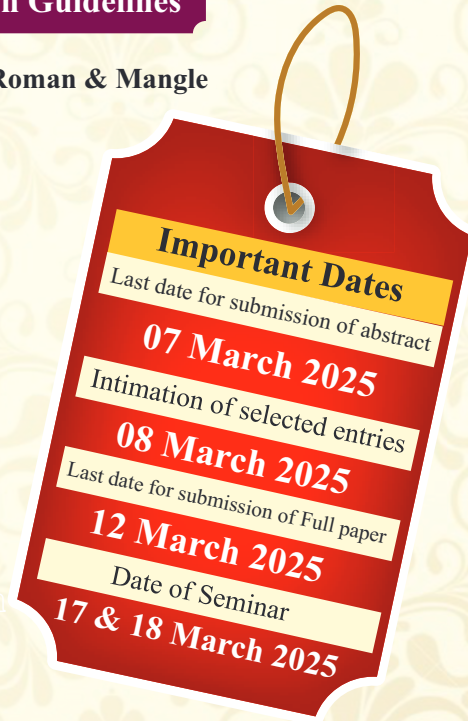 Guidelines
Roman & Mangle
Important Dates
Last date for submission of abstract
07 March 2025
Intimation of selected entries
08 March 2025
Last date for submission of Full paper
12 March 2025
Date of Seminar
17 & 18 March 2025